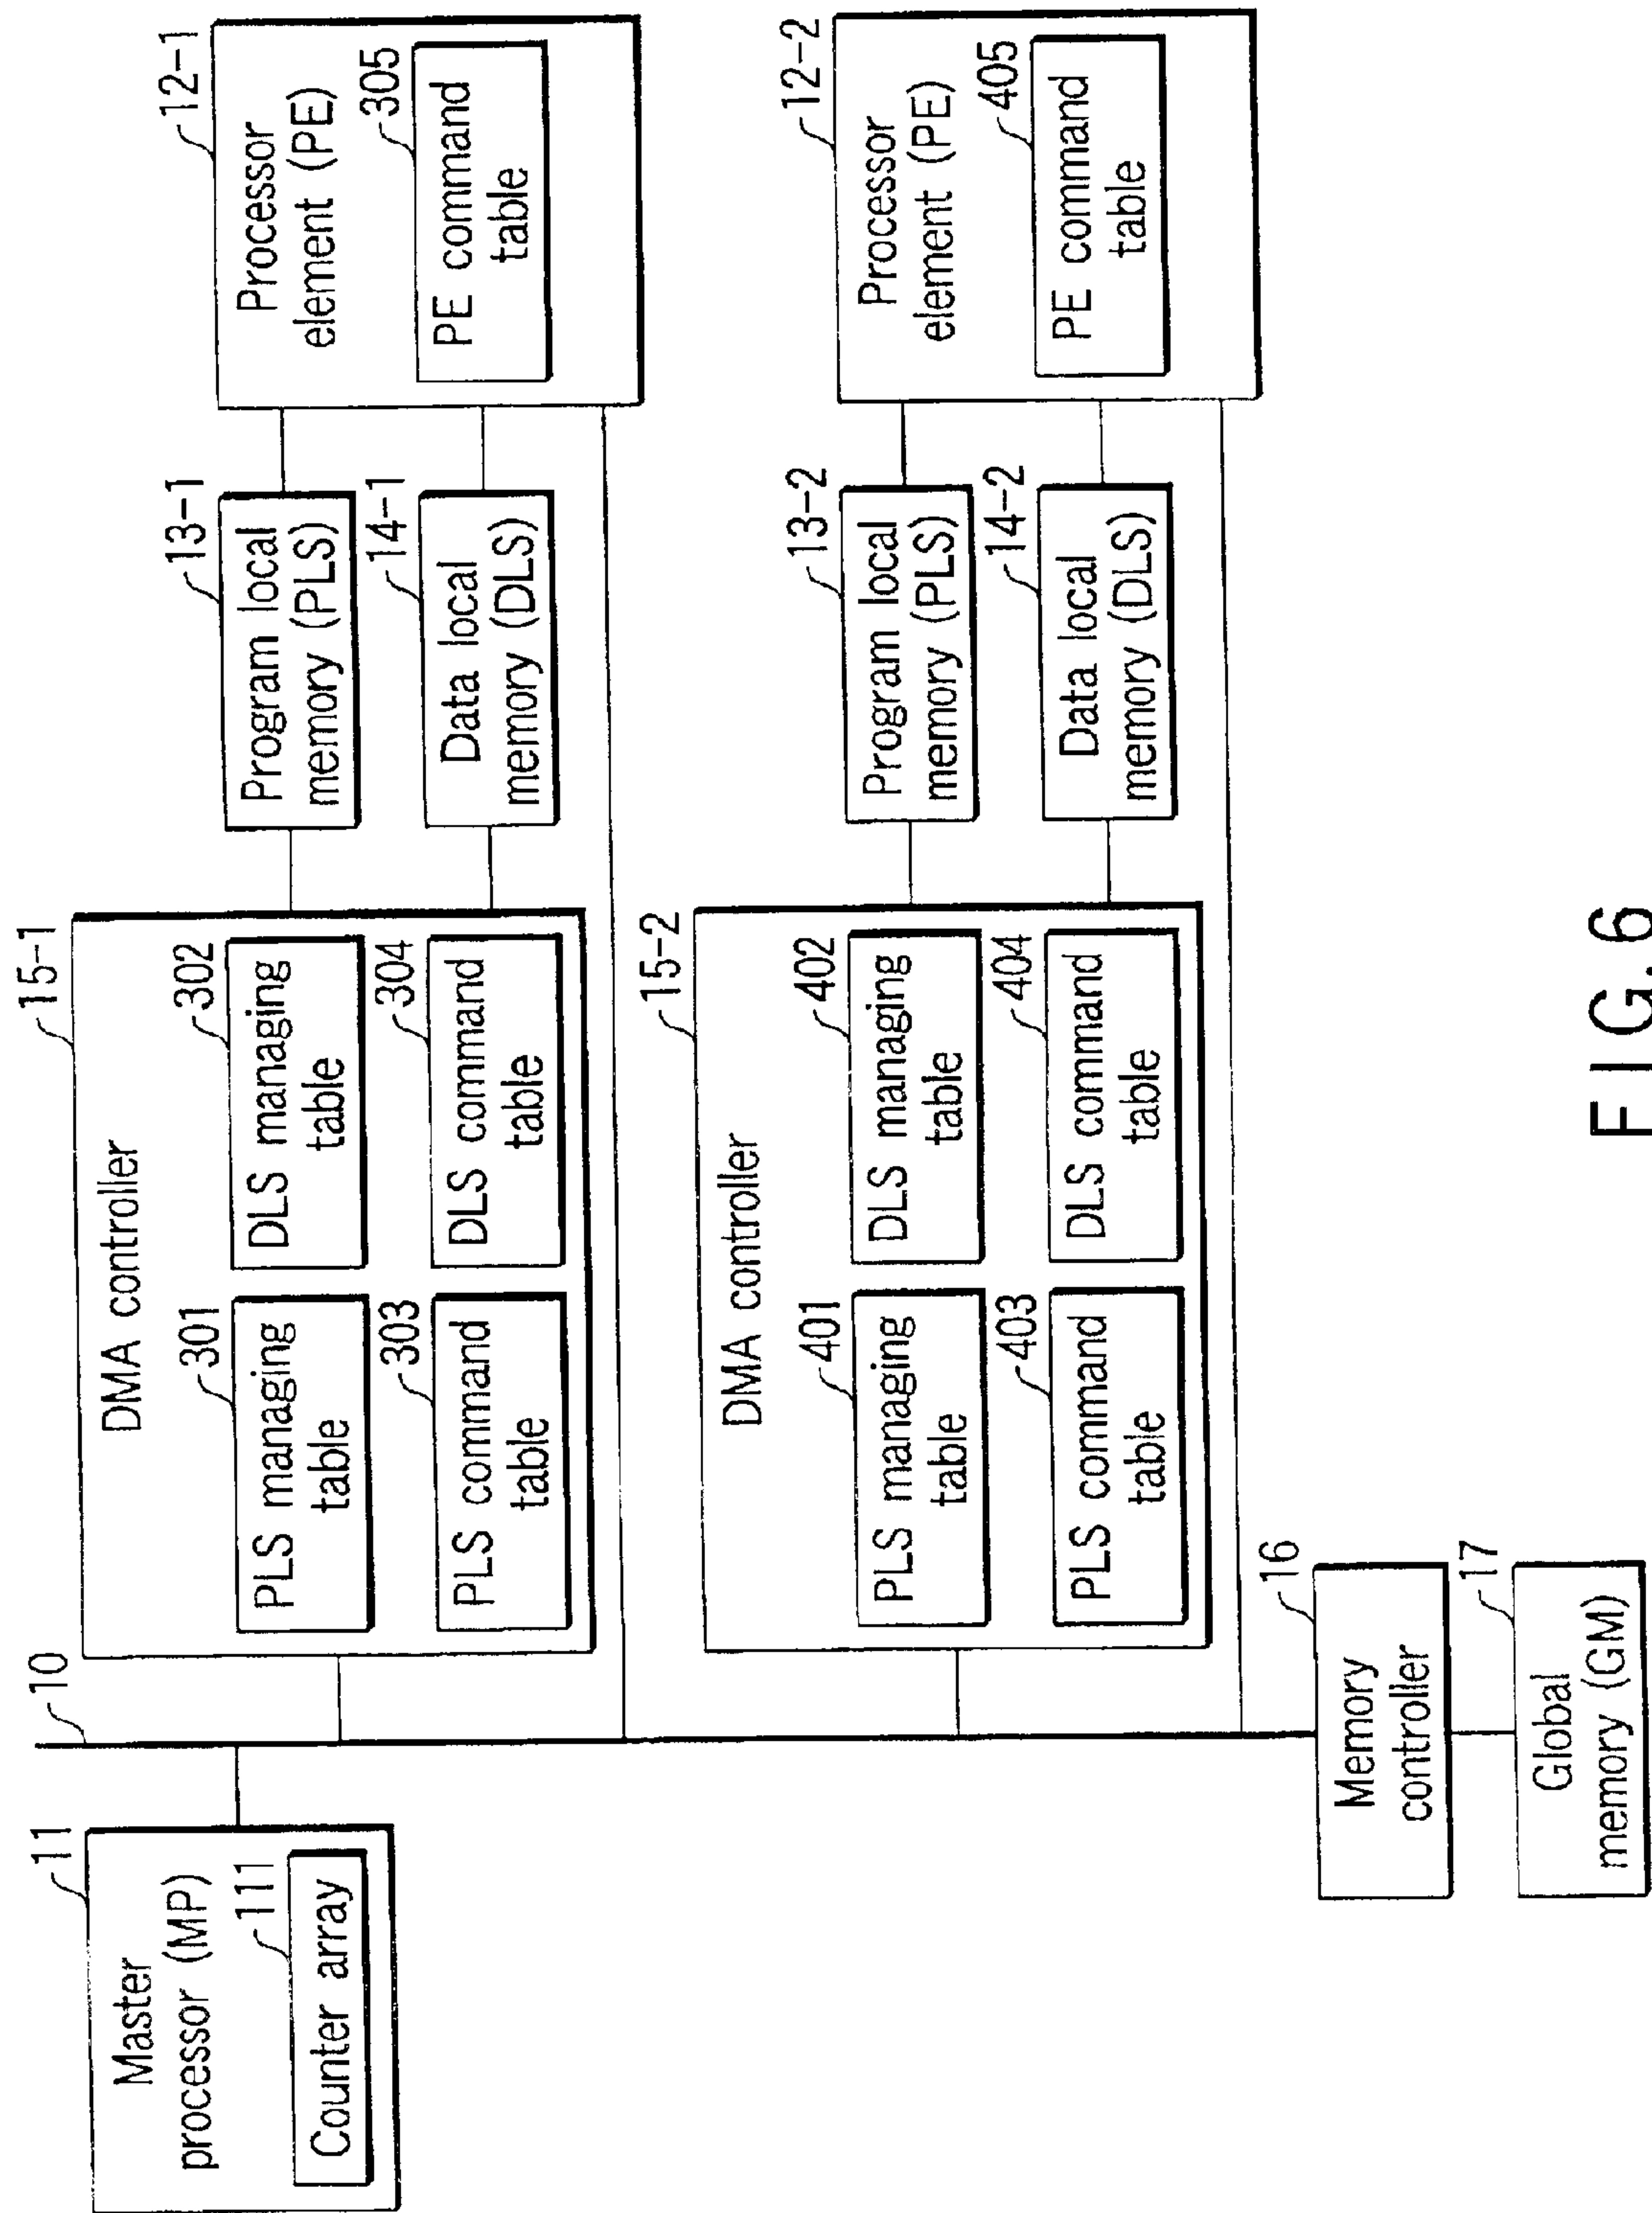 11
Master
processor (MP)
111
Counter array
10
15-1
DMA controller
301
PLS managing
table
302
DLS managing
table
303
PLS command
table
304
DLS command
table
13-1
Program local
memory (PLS)
14-1
Data local
memory (DLS)
12-1
Processor
element (PE)
305
PE command
table
15-2
DMA controller
401
PLS managing
table
402
DLS managing
table
403
PLS command
table
404
DLS command
table
13-2
Program local
memory (PLS)
14-2
Data local
memory (DLS)
12-2
Processor
element (PE)
405
PE command
table
16
Memory
controller
17
Global
memory (GM)
FIG. 6